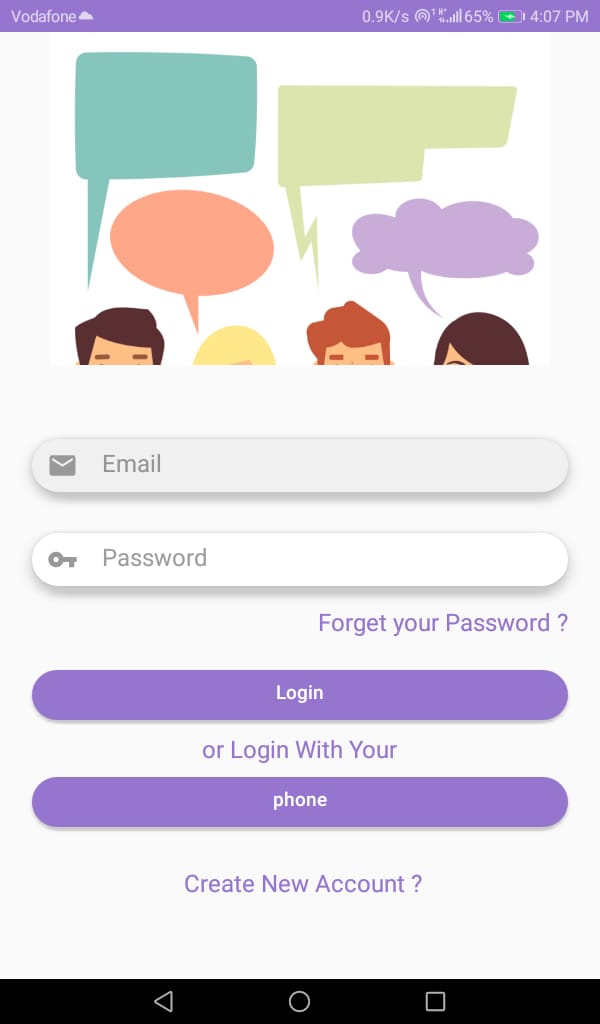 Vodafone 0.9K/s 65% 4:07 PM
Email
Password
Forget your Password ?
Login
or Login With Your
phone
Create New Account ?